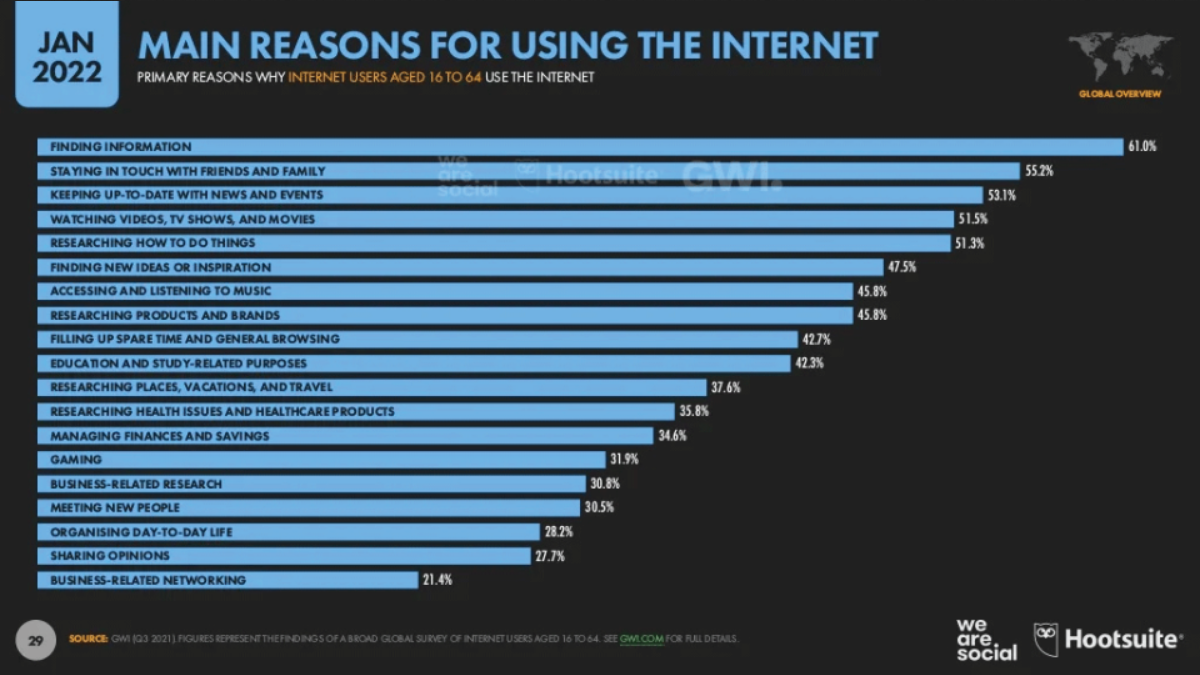 JAN
2022
MAIN REASONS FOR USING THE INTERNET
PRIMARY REASONS WHY INTERNET USERS AGED 16 TO 64 USE THE INTERNET
GLOBAL OVERVIEW
FINDING INFORMATION 61.0%
STAYING IN TOUCH WITH FRIENDS AND FAMILY 55.2%
KEEPING UP-TO-DATE WITH NEWS AND EVENTS 53.1%
WATCHING VIDEOS, TV SHOWS, AND MOVIES 51.5%
RESEARCHING HOW TO DO THINGS 51.3%
FINDING NEW IDEAS OR INSPIRATION 47.5%
ACCESSING AND LISTENING TO MUSIC 45.8%
RESEARCHING PRODUCTS AND BRANDS 45.8%
FILLING UP SPARE TIME AND GENERAL BROWSING 42.7%
EDUCATION AND STUDY-RELATED PURPOSES 42.3%
RESEARCHING PLACES, VACATIONS, AND TRAVEL 37.6%
RESEARCHING HEALTH ISSUES AND HEALTHCARE PRODUCTS 35.8%
MANAGING FINANCES AND SAVINGS 34.6%
GAMING 31.9%
BUSINESS-RELATED RESEARCH 30.8%
MEETING NEW PEOPLE 30.5%
ORGANISING DAY-TO-DAY LIFE 28.2%
SHARING OPINIONS 27.7%
BUSINESS-RELATED NETWORKING 21.4%
we
are.
social
Hootsuite
GWI.
29
SOURCE: GWI (Q3 2021). FIGURES REPRESENT THE FINDINGS OF A BROAD GLOBAL SURVEY OF INTERNET USERS AGED 16 TO 64. SEE GWI.COM FOR FULL DETAILS.
we
are.
social
Hootsuite®